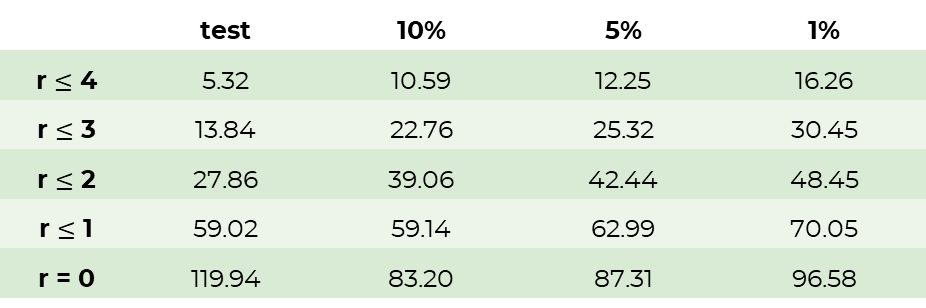 test 10% 5% 1%
r ≤ 4 5.32 10.59 12.25 16.26
r ≤ 3 13.84 22.76 25.32 30.45
r ≤ 2 27.86 39.06 42.44 48.45
r ≤ 1 59.02 59.14 62.99 70.05
r = 0 119.94 83.20 87.31 96.58